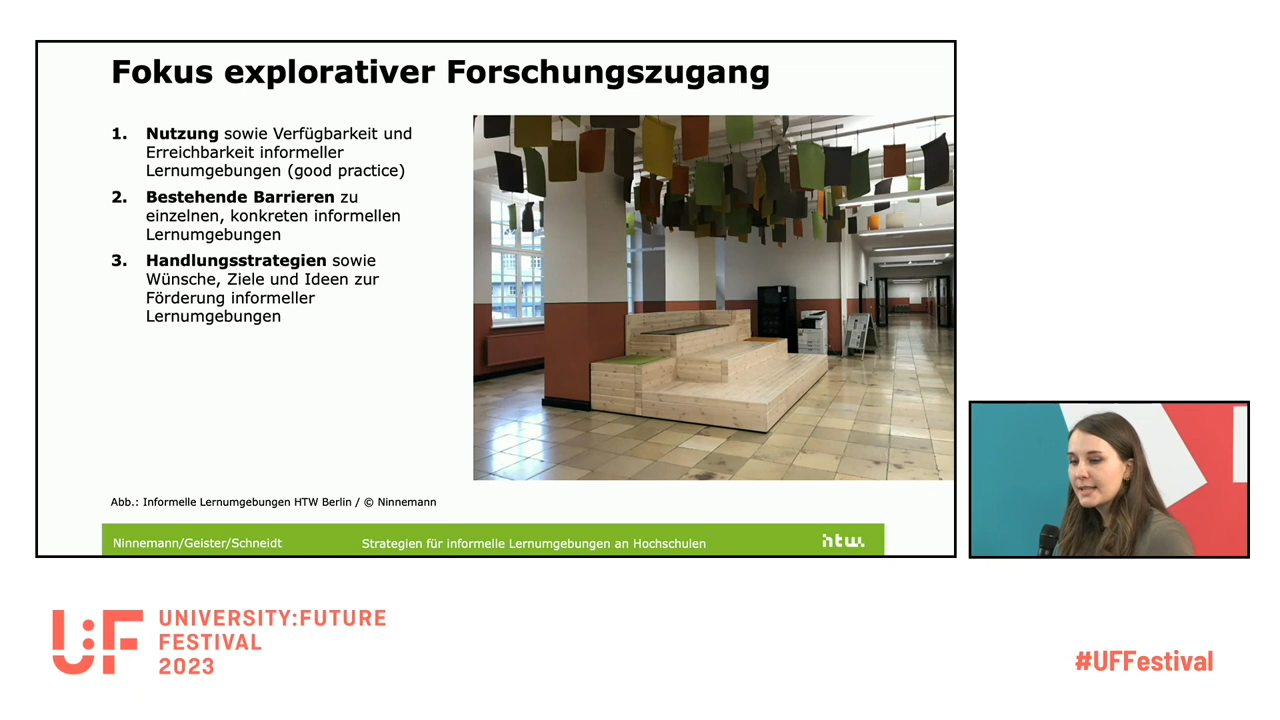 Fokus explorativer Forschungszugang
1. Nutzung sowie Verfügbarkeit und
Erreichbarkeit informeller
Lernumgebungen (good practice)
2. Bestehende Barrieren zu
einzelnen, konkreten informellen
Lernumgebungen
3. Handlungsstrategien sowie
Wünsche, Ziele und Ideen zur
Förderung informeller
Lernumgebungen
Abb.: Informelle Lernumgebungen HTW Berlin / © Ninnemann
Ninnemann/Geister/Schneidt
Strategien für informelle Lernumgebungen an Hochschulen
htw.
U:F
UNIVERSITY:FUTURE
FESTIVAL
2023
#UFFestival